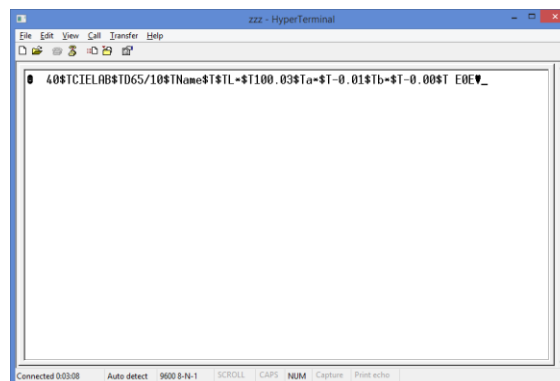 zzz - HyperTerminal
File Edit View Call Transfer Help
40$TCIELAB$TD65/10$TName$T$TL*$T100.03$Ta*$T-0.01$Tb*$T-0.00$T E0E♥_
Connected 0:03:08 Auto detect 9600 8-N-1 SCROLL CAPS NUM Capture Print echo